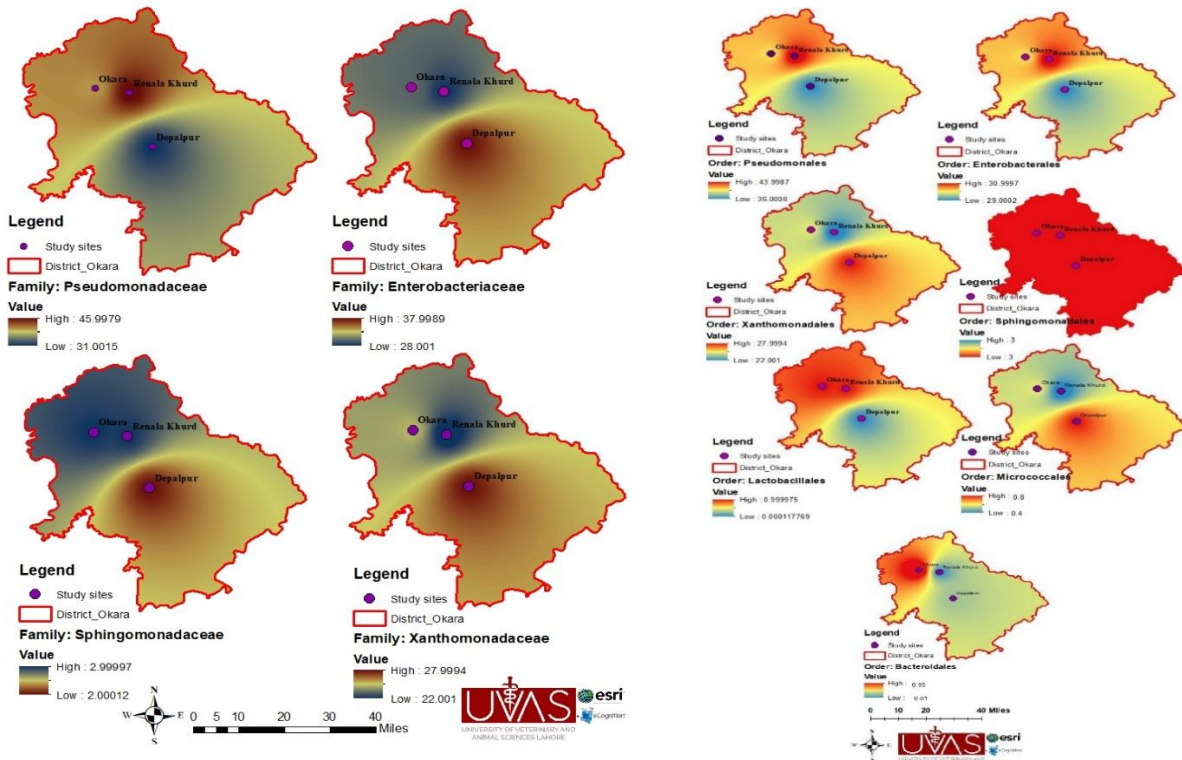 Okara
Renala Khurd
Depalpur
Legend
Study sites
District_Okara
Family: Pseudomonadaceae
Value
High : 45.9979
Low : 31.0015
Okara
Renala Khurd
Depalpur
Legend
Study sites
District_Okara
Family: Enterobacteriaceae
Value
High : 37.9989
Low : 28.001
Okara
Renala Khurd
Depalpur
Legend
Study sites
District_Okara
Family: Sphingomonadaceae
Value
High : 2.99997
Low : 2.00012
Okara
Renala Khurd
Depalpur
Legend
Study sites
District_Okara
Family: Xanthomonadaceae
Value
High : 27.9994
Low : 22.001
N
W E
S
0 5 10 20 30 40
Miles
UVAS
UNIVERSITY OF VETERINARY AND
ANIMAL SCIENCES LAHORE
esri
eCognition
Okara
Renala Khurd
Depalpur
Legend
Study sites
District_Okara
Order: Pseudomonales
Value
High : 43.9987
Low : 36.0008
Okara
Renala Khurd
Depalpur
Legend
Study sites
District_Okara
Order: Enterobacterales
Value
High : 30.9997
Low : 29.0002
Okara
Renala Khurd
Depalpur
Legend
Study sites
District_Okara
Order: Xanthomonadales
Value
High : 27.9994
Low : 22.001
Okara
Renala Khurd
Depalpur
Legend
Study sites
District_Okara
Order: Sphingomonadales
Value
High : 3
Low : 3
Okara
Renala Khurd
Depalpur
Legend
Study sites
District_Okara
Order: Lactobacillales
Value
High : 0.999975
Low : 0.000117769
Okara
Renala Khurd
Depalpur
Legend
Study sites
District_Okara
Order: Micrococcales
Value
High : 0.8
Low : 0.4
Okara
Renala Khurd
Depalpur
Legend
Study sites
District_Okara
Order: Bacteroidales
Value
High : 0.05
Low : 0.01
0 10 20 40 Miles
N
W E
S
UVAS
esri
eCognition